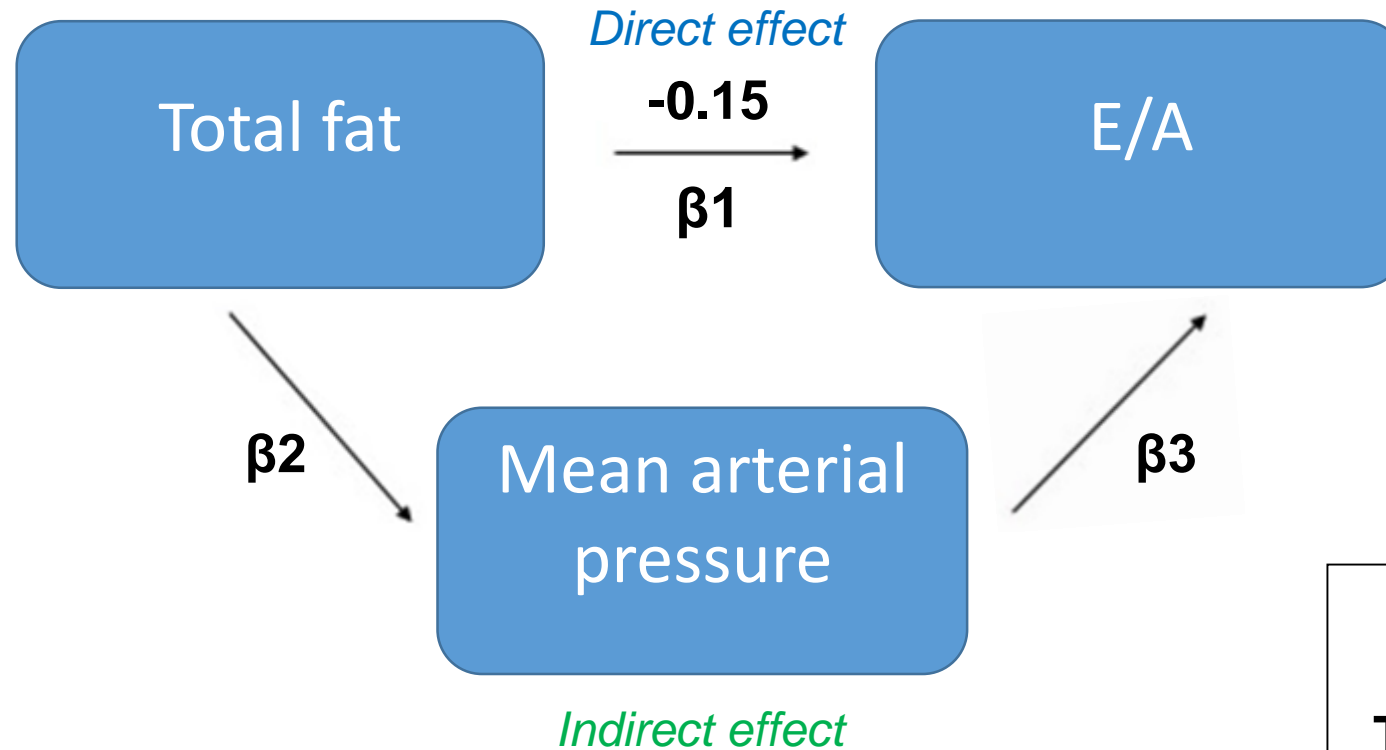 Direct effect
Total fat
-0.15
E/A
β1
β2
Mean arterial
pressure
β3
Indirect effect